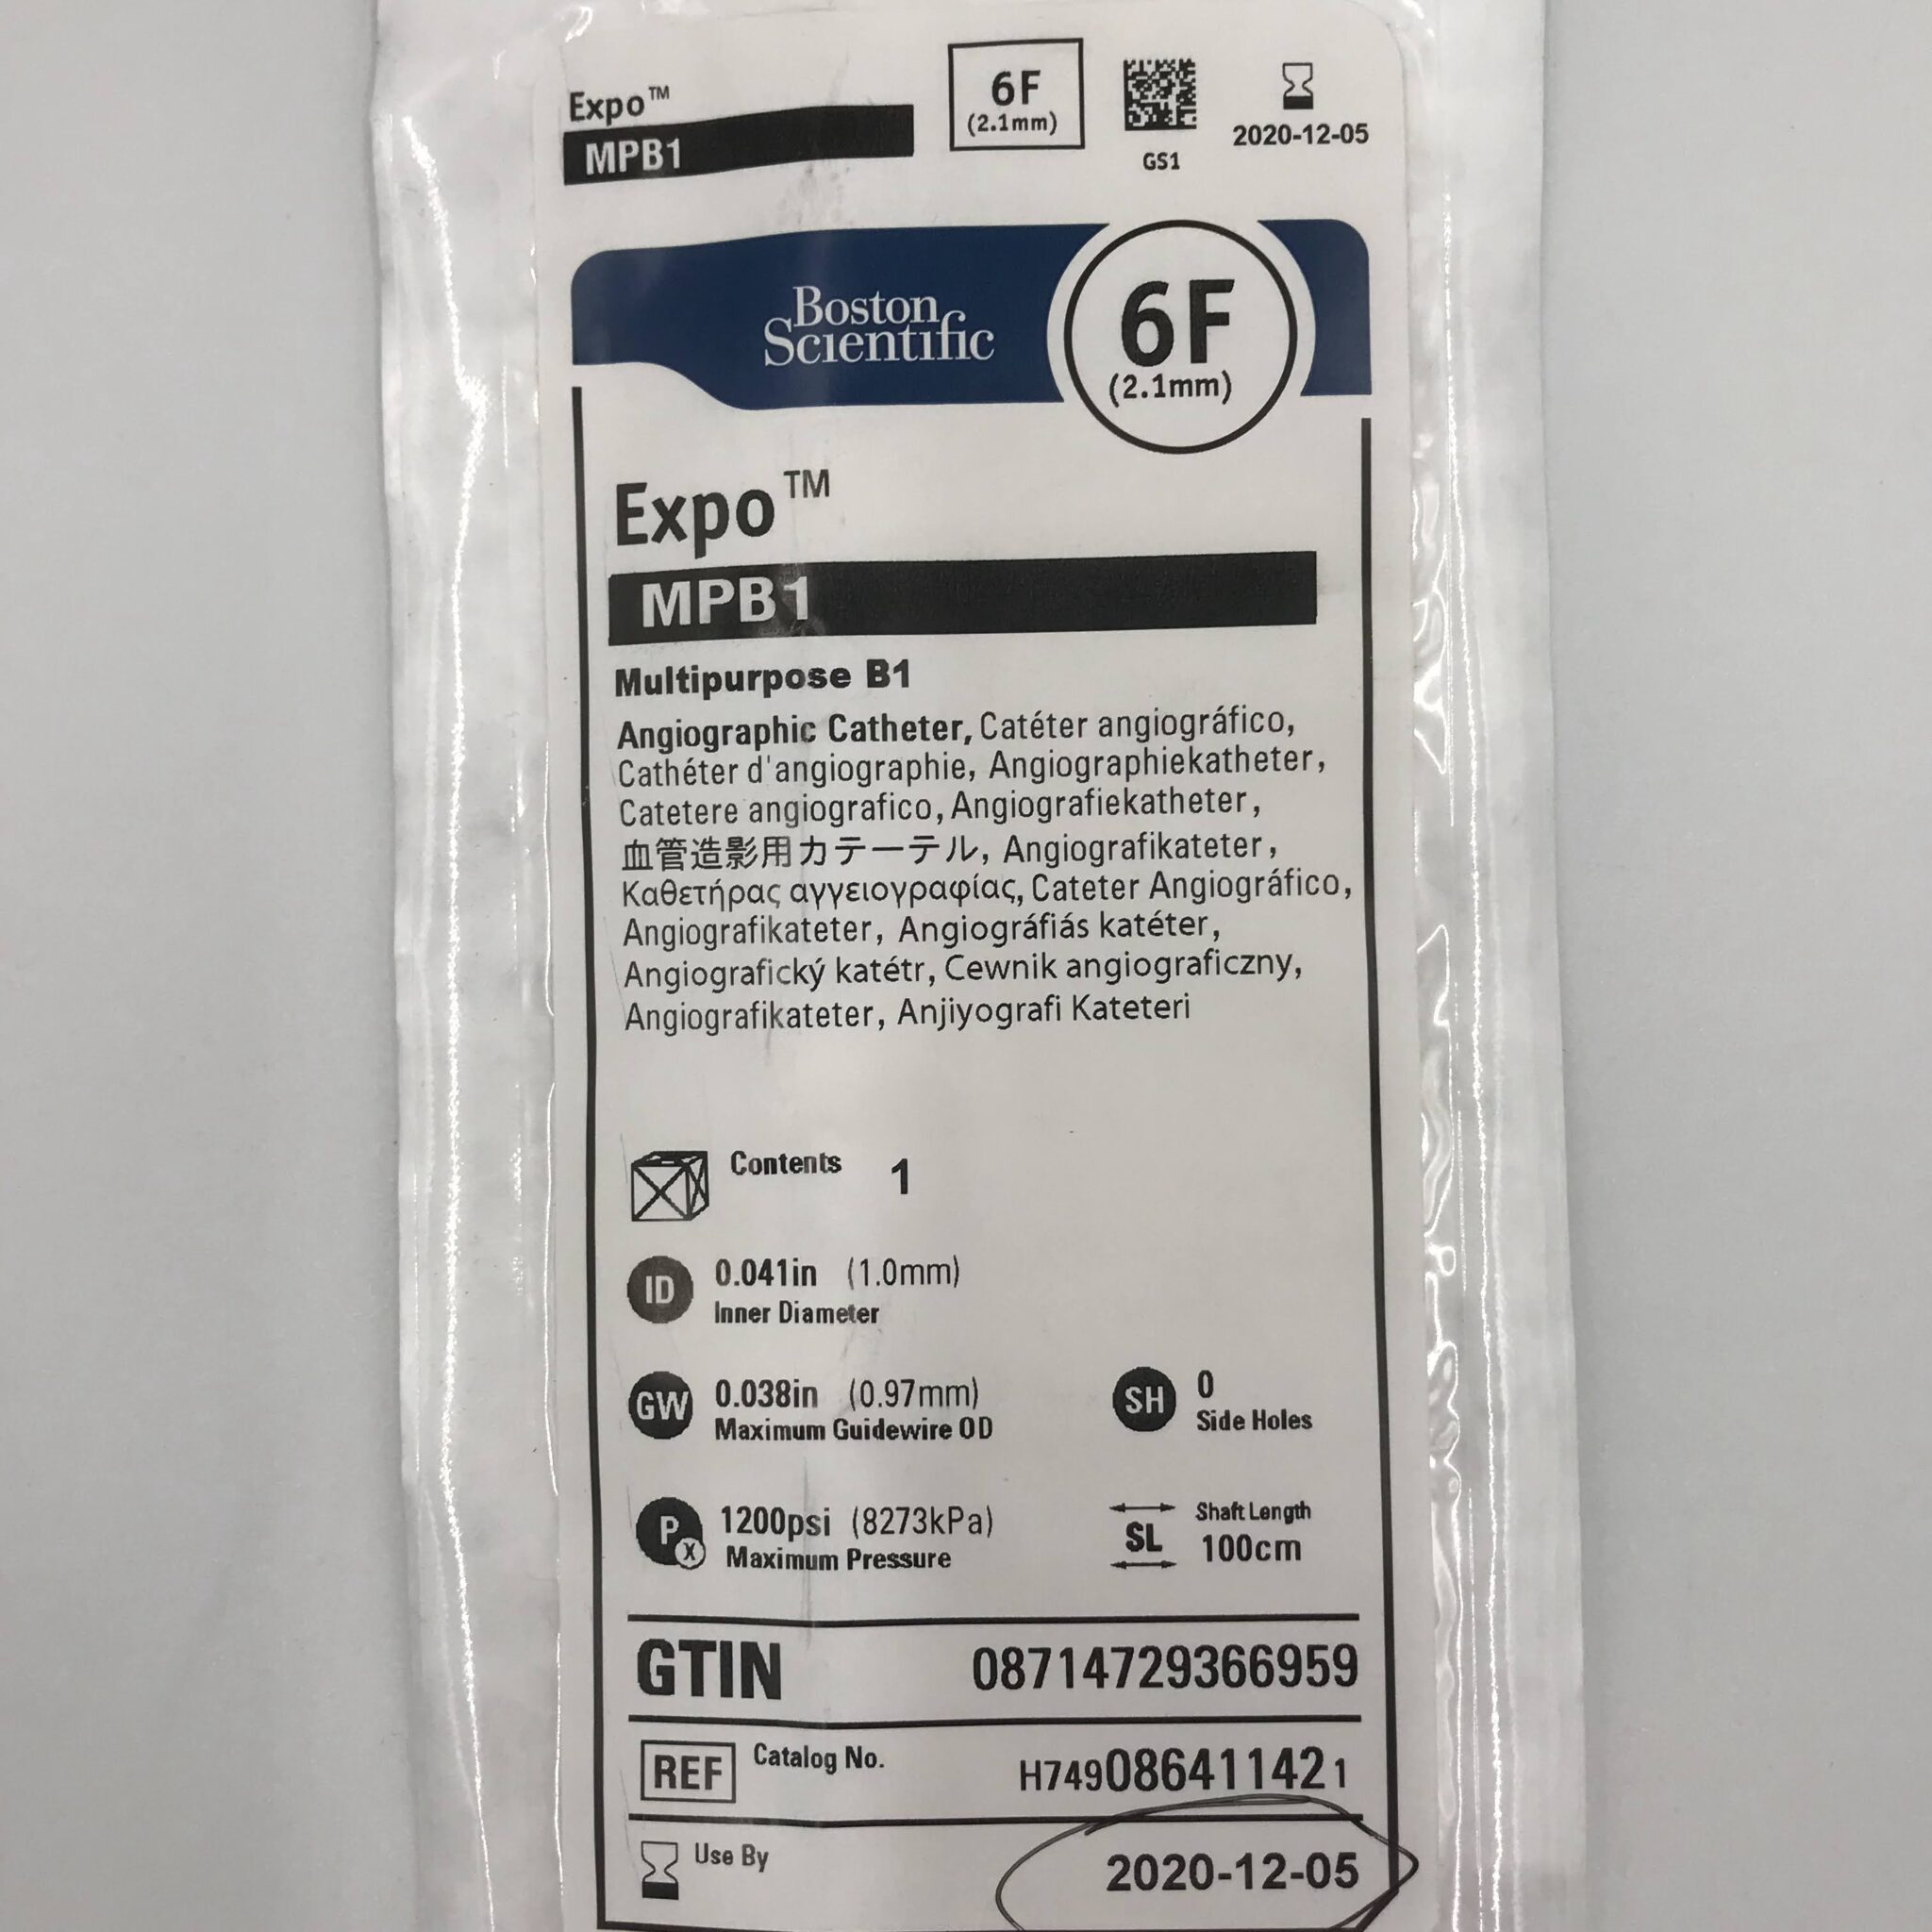 Expo™
MPB1
6F
(2.1mm)
GS1
2020-12-05
Boston
Scientific
6F
(2.1mm)
Expo™
MPB1
Multipurpose B1
Angiographic Catheter, Catéter angiográfico,
Cathéter d'angiographie, Angiographiekatheter,
Catetere angiografico, Angiografiekatheter,
血管造影用カテーテル, Angiografikateter,
Καθετήρας αγγειογραφίας, Cateter Angiográfico,
Angiografikateter, Angiográfiás katéter,
Angiografický katétr, Cewnik angiograficzny,
Angiografikateter, Anjiyografi Kateteri
Contents 1
ID 0.041in (1.0mm)
Inner Diameter
GW 0.038in (0.97mm)
Maximum Guidewire OD
SH 0
Side Holes
PX 1200psi (8273kPa)
Maximum Pressure
SL Shaft Length
100cm
GTIN 08714729366959
REF Catalog No. H749086411421
Use By 2020-12-05